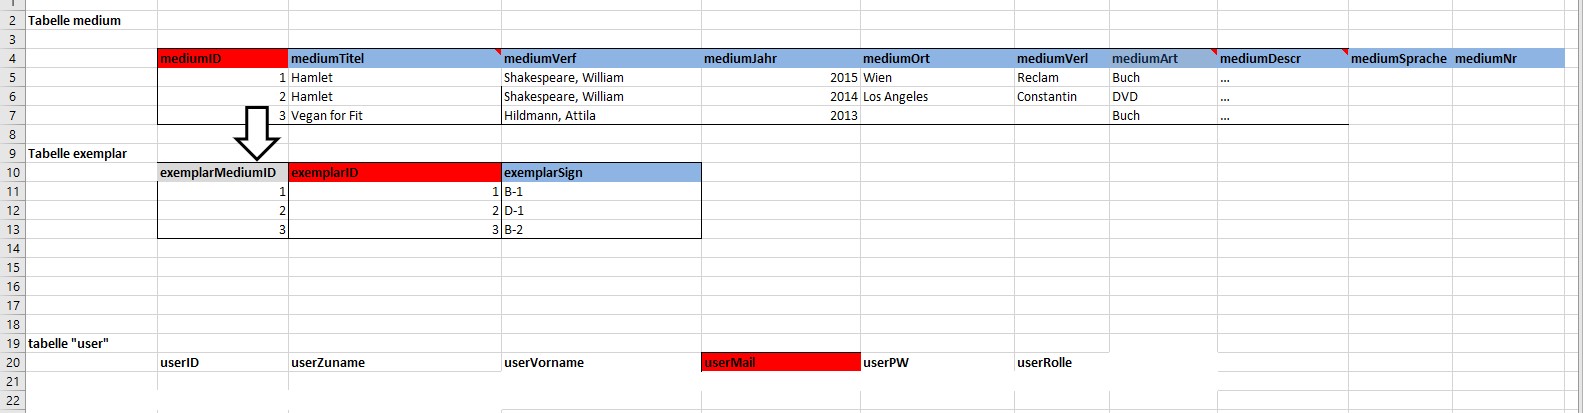 2 Tabelle medium
3
4 mediumID mediumTitel mediumVerf mediumJahr mediumOrt mediumVerl mediumArt mediumDescr mediumSprache mediumNr
5 1 Hamlet Shakespeare, William 2015 Wien Reclam Buch ...
6 2 Hamlet Shakespeare, William 2014 Los Angeles Constantin DVD ...
7 3 Vegan for Fit Hildmann, Attila 2013 Buch ...
8
9 Tabelle exemplar
10 exemplarMediumID exemplarID exemplarSign
11 1 1 B-1
12 2 2 D-1
13 3 3 B-2
14
15
16
17
18
19 tabelle "user"
20 userID userZuname userVorname userMail userPW userRolle
21
22